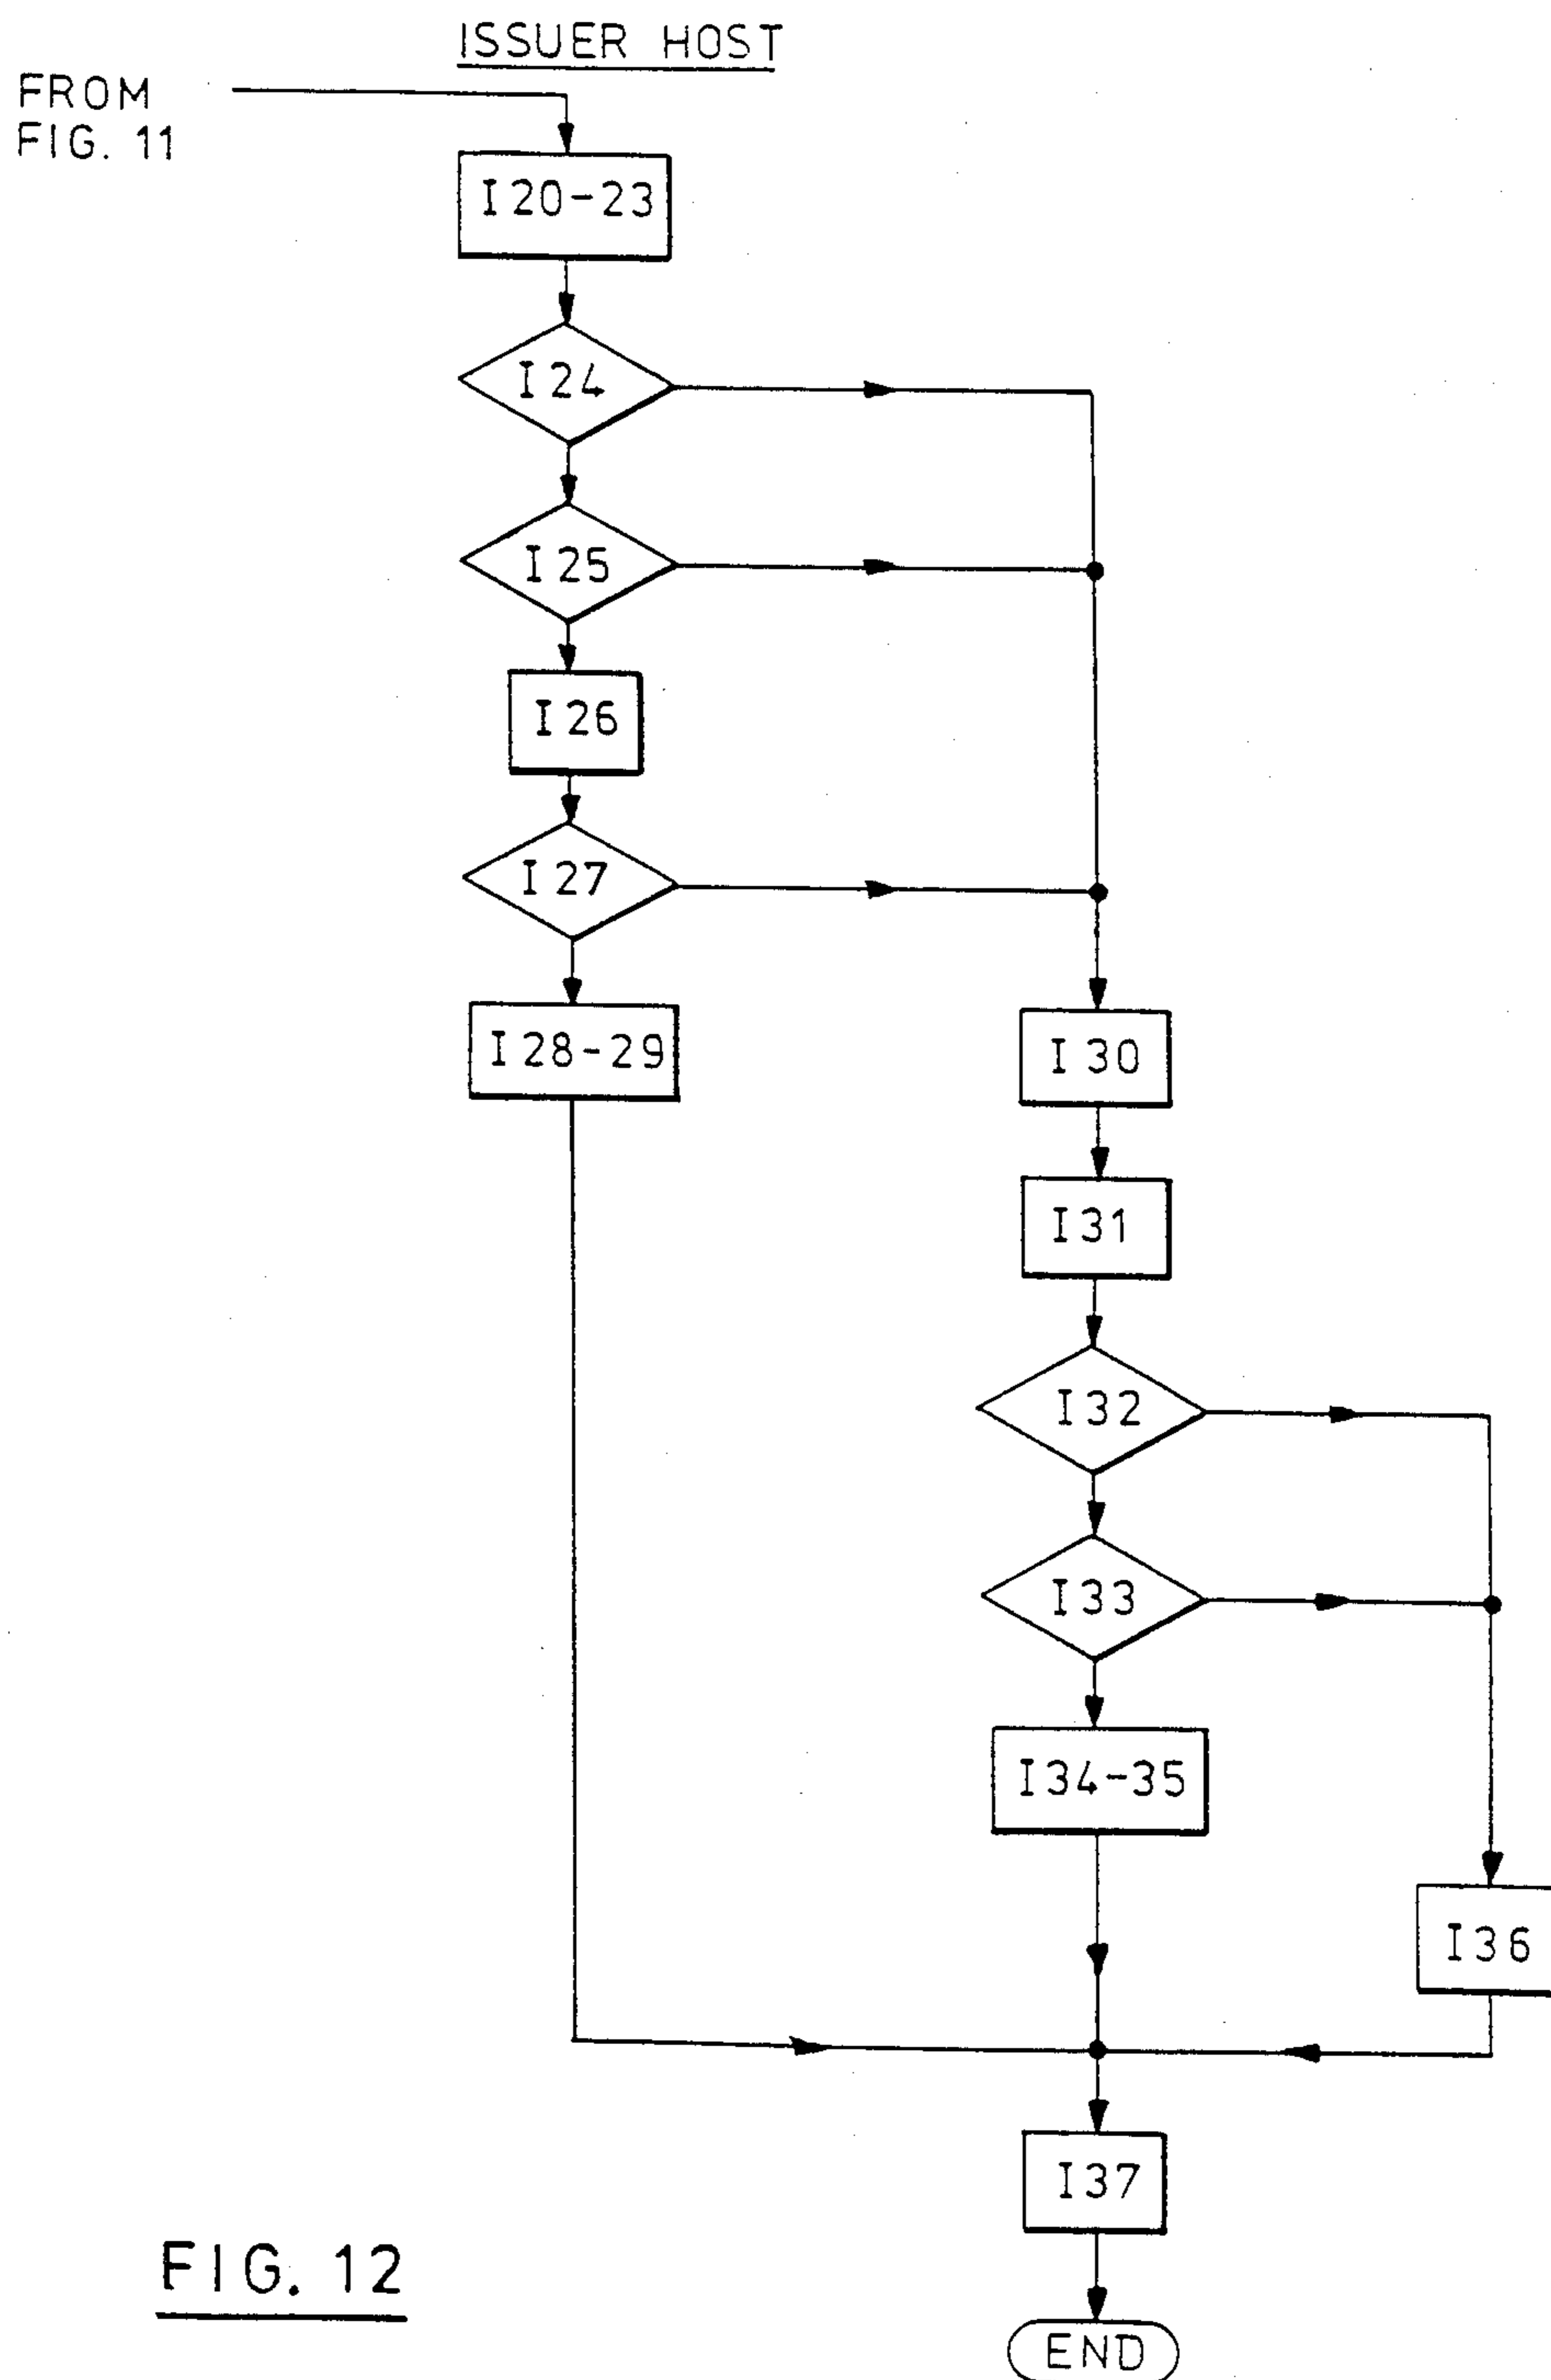 ISSUER HOST
FROM
FIG. 11
I20-23
I24
I25
I26
I27
I28-29
I30
I31
I32
I33
I34-35
I36
I37
END
FIG. 12